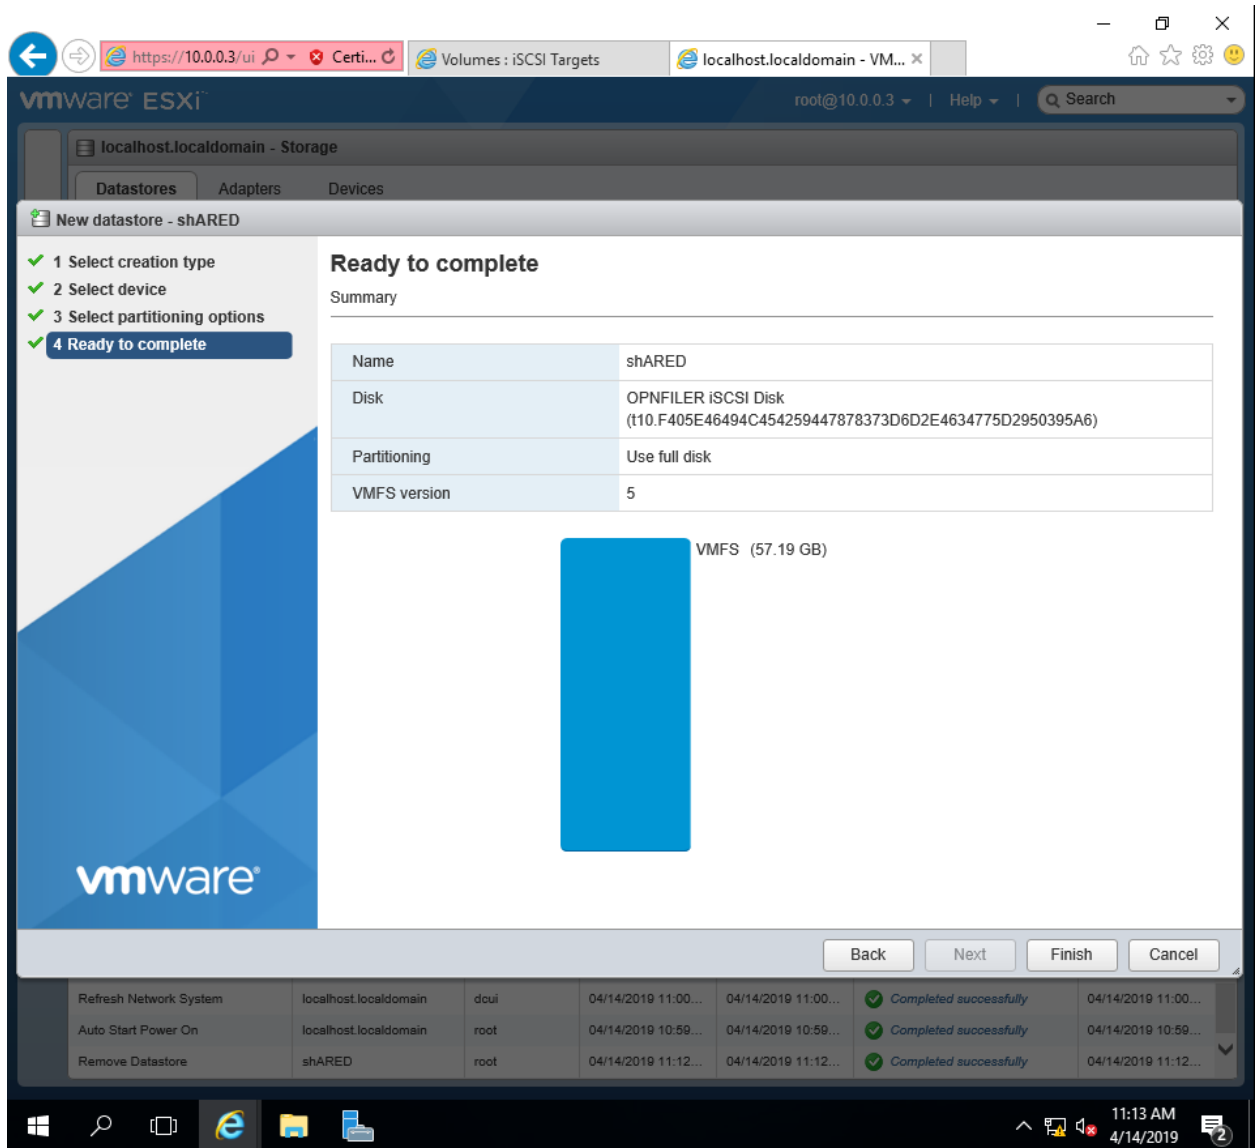 https://10.0.0.3/ui
Certi...
Volumes : iSCSI Targets
localhost.localdomain - VM...
vmware ESXi™
root@10.0.0.3
|
Help
|
Search
localhost.localdomain - Storage
Datastores
Adapters
Devices
New datastore - shARED
1 Select creation type
2 Select device
3 Select partitioning options
4 Ready to complete
Ready to complete
Summary
Name shARED
Disk OPNFILER iSCSI Disk
(t10.F405E46494C454259447878373D6D2E4634775D2950395A6)
Partitioning Use full disk
VMFS version 5
VMFS (57.19 GB)
vmware®
Back
Next
Finish
Cancel
Refresh Network System localhost.localdomain dcui 04/14/2019 11:00... 04/14/2019 11:00... Completed successfully 04/14/2019 11:00...
Auto Start Power On localhost.localdomain root 04/14/2019 10:59... 04/14/2019 10:59... Completed successfully 04/14/2019 10:59...
Remove Datastore shARED root 04/14/2019 11:12... 04/14/2019 11:12... Completed successfully 04/14/2019 11:12...
11:13 AM
4/14/2019
2